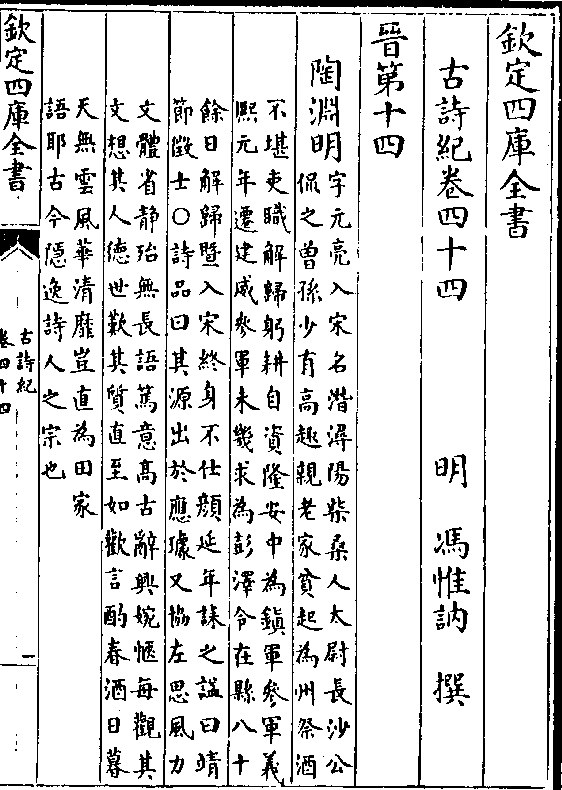 欽定四庫全書
古詩紀卷四十四
明 馮惟訥 撰
晉第十四
陶淵明
字元亮入宋名潛潯陽柴桑人太尉長沙公
侃之曾孫少有高趣親老家貧起為州祭酒
不堪吏職解歸躬耕自資隆安中為鎮軍參軍義
熙元年遷建威參軍未幾求為彭澤令在縣八十
餘日解歸暨入宋終身不仕顔延年誄之諡曰靖
節徵士○詩品曰其源出於應璩又協左思風力
文體省静殆無長語篤意髙古辭興婉愜每觀其
文想其人德世歎其質直至如歡言酌春酒日暮
天無雲風華清靡豈直為田家
語耶古今隱逸詩人之宗也
欽定四庫全書
古詩紀
卷四十四
一